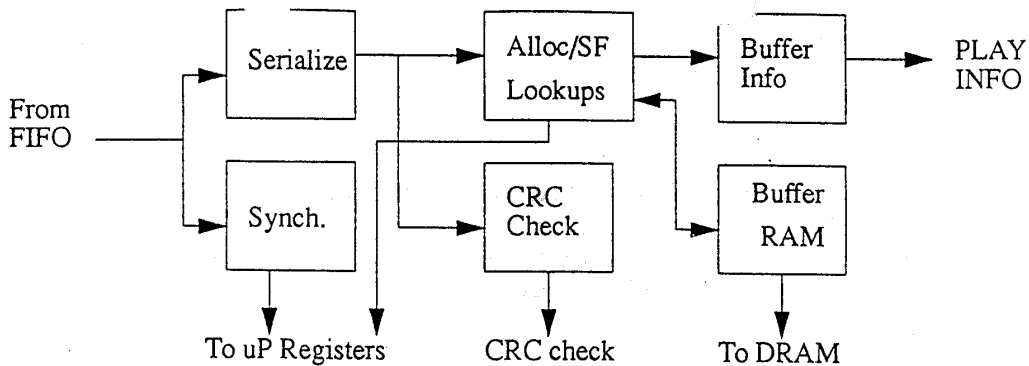 Serialize
Alloc/SF
Lookups
Buffer
Info
PLAY
INFO
From
FIFO
Synch.
CRC
Check
Buffer
RAM
To uP Registers
CRC check
To DRAM